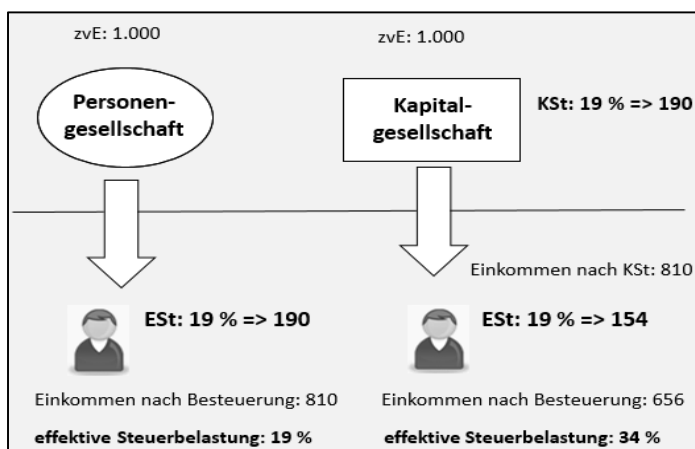 zvE: 1.000
zvE: 1.000
Personen-
gesellschaft
Kapital-
gesellschaft
KSt: 19 % => 190
Einkommen nach KSt: 810
ESt: 19 % => 190
ESt: 19 % => 154
Einkommen nach Besteuerung: 810
Einkommen nach Besteuerung: 656
effektive Steuerbelastung: 19 %
effektive Steuerbelastung: 34 %